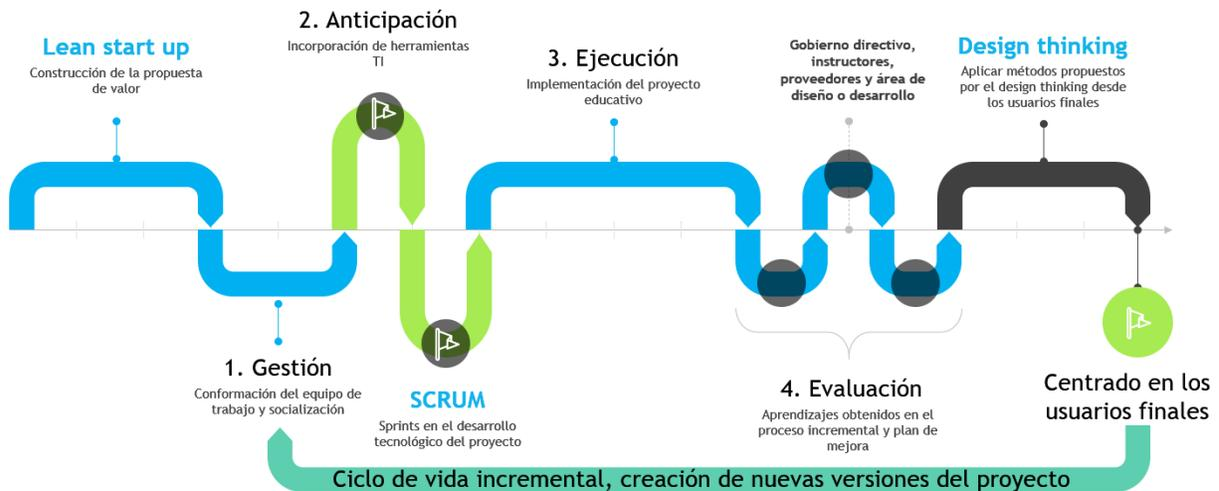 Lean start up
Construcción de la propuesta
de valor
1. Gestión
Conformación del equipo de
trabajo y socialización
2. Anticipación
Incorporación de herramientas
TI
SCRUM
Sprints en el desarrollo
tecnológico del proyecto
3. Ejecución
Implementación del proyecto
educativo
Gobierno directivo,
instructores,
proveedores y área de
diseño o desarrollo
4. Evaluación
Aprendizajes obtenidos en el
proceso incremental y plan de
mejora
Design thinking
Aplicar métodos propuestos
por el design thinking desde
los usuarios finales
Centrado en los
usuarios finales
Ciclo de vida incremental, creación de nuevas versiones del proyecto